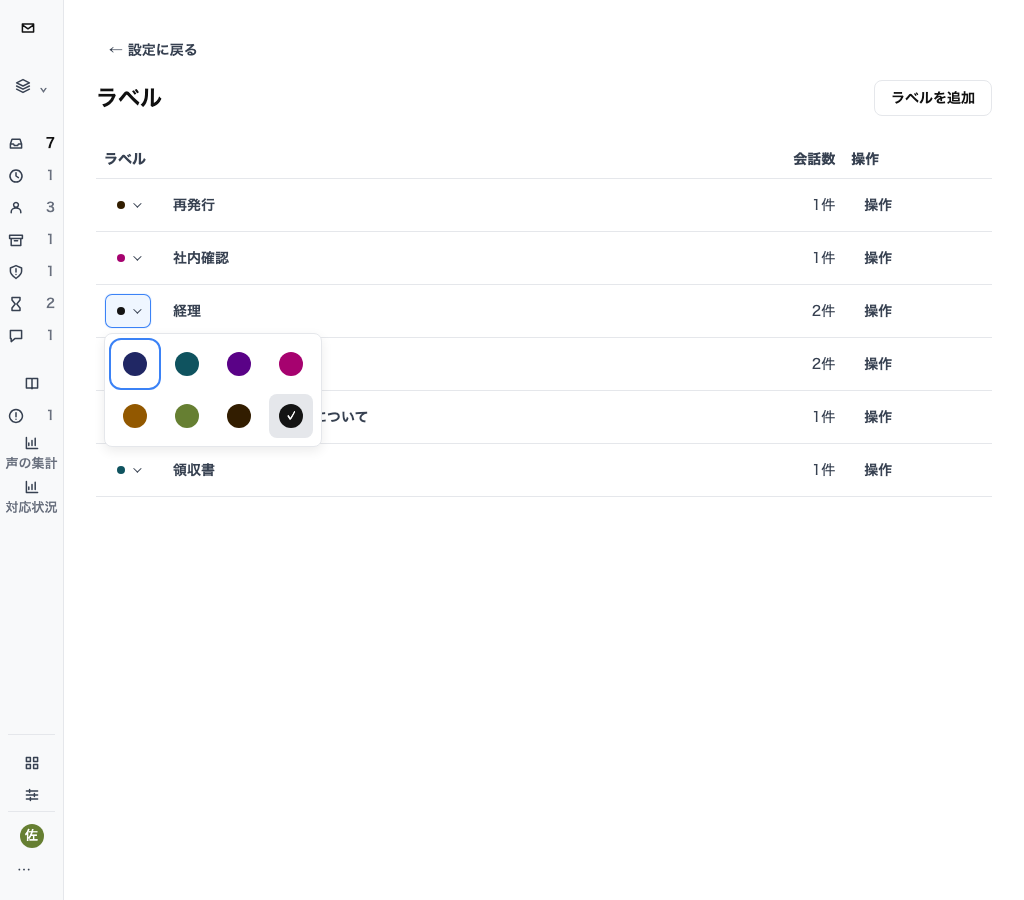 ← 設定に戻る
ラベル
ラベルを追加
ラベル 会話数 操作
再発行 1件 操作
社内確認 1件 操作
経理 2件 操作
2件 操作
について 1件 操作
領収書 1件 操作
7
1
3
1
1
2
1
1
声の集計
対応状況
佐
…